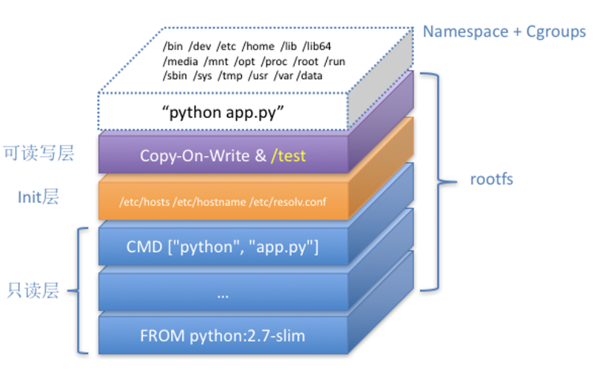 Namespace + Cgroups
/bin /dev /etc /home /lib /lib64
/media /mnt /opt /proc /root /run
/sbin /sys /tmp /usr /var /data
“python app.py”
可读写层
Copy-On-Write & /test
rootfs
Init层
/etc/hosts /etc/hostname /etc/resolv.conf
CMD ["python", "app.py"]
只读层
...
FROM python:2.7-slim